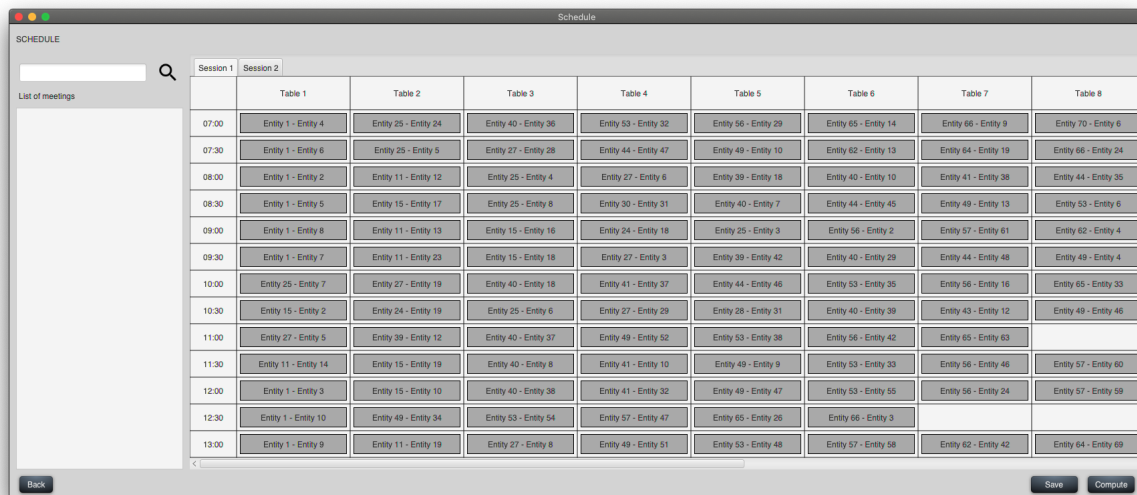 Schedule
SCHEDULE
Session 1 Session 2
List of meetings
Table 1 Table 2 Table 3 Table 4 Table 5 Table 6 Table 7 Table 8
07:00 Entity 1 - Entity 4 Entity 25 - Entity 24 Entity 40 - Entity 36 Entity 53 - Entity 32 Entity 56 - Entity 29 Entity 65 - Entity 14 Entity 66 - Entity 9 Entity 70 - Entity 6
07:30 Entity 1 - Entity 6 Entity 25 - Entity 5 Entity 27 - Entity 28 Entity 44 - Entity 47 Entity 49 - Entity 10 Entity 62 - Entity 13 Entity 64 - Entity 19 Entity 66 - Entity 24
08:00 Entity 1 - Entity 2 Entity 11 - Entity 12 Entity 25 - Entity 4 Entity 27 - Entity 6 Entity 39 - Entity 18 Entity 40 - Entity 10 Entity 41 - Entity 38 Entity 44 - Entity 35
08:30 Entity 1 - Entity 5 Entity 15 - Entity 17 Entity 25 - Entity 8 Entity 30 - Entity 31 Entity 40 - Entity 7 Entity 44 - Entity 45 Entity 49 - Entity 13 Entity 53 - Entity 6
09:00 Entity 1 - Entity 8 Entity 11 - Entity 13 Entity 15 - Entity 16 Entity 24 - Entity 18 Entity 25 - Entity 3 Entity 56 - Entity 2 Entity 57 - Entity 61 Entity 62 - Entity 4
09:30 Entity 1 - Entity 7 Entity 11 - Entity 23 Entity 15 - Entity 18 Entity 27 - Entity 3 Entity 39 - Entity 42 Entity 40 - Entity 29 Entity 44 - Entity 48 Entity 49 - Entity 4
10:00 Entity 25 - Entity 7 Entity 27 - Entity 19 Entity 40 - Entity 18 Entity 41 - Entity 37 Entity 44 - Entity 46 Entity 53 - Entity 35 Entity 56 - Entity 16 Entity 65 - Entity 33
10:30 Entity 15 - Entity 2 Entity 24 - Entity 19 Entity 25 - Entity 6 Entity 27 - Entity 29 Entity 28 - Entity 31 Entity 40 - Entity 39 Entity 43 - Entity 12 Entity 49 - Entity 46
11:00 Entity 27 - Entity 5 Entity 39 - Entity 12 Entity 40 - Entity 37 Entity 49 - Entity 52 Entity 53 - Entity 38 Entity 56 - Entity 42 Entity 65 - Entity 63
11:30 Entity 11 - Entity 14 Entity 15 - Entity 19 Entity 40 - Entity 8 Entity 41 - Entity 10 Entity 49 - Entity 9 Entity 53 - Entity 33 Entity 56 - Entity 46 Entity 57 - Entity 60
12:00 Entity 1 - Entity 3 Entity 15 - Entity 10 Entity 40 - Entity 38 Entity 41 - Entity 32 Entity 49 - Entity 47 Entity 53 - Entity 55 Entity 56 - Entity 24 Entity 57 - Entity 59
12:30 Entity 1 - Entity 10 Entity 49 - Entity 34 Entity 53 - Entity 54 Entity 57 - Entity 47 Entity 65 - Entity 26 Entity 66 - Entity 3
13:00 Entity 1 - Entity 9 Entity 11 - Entity 19 Entity 27 - Entity 8 Entity 49 - Entity 51 Entity 53 - Entity 48 Entity 57 - Entity 58 Entity 62 - Entity 42 Entity 64 - Entity 69
Back Save Compute